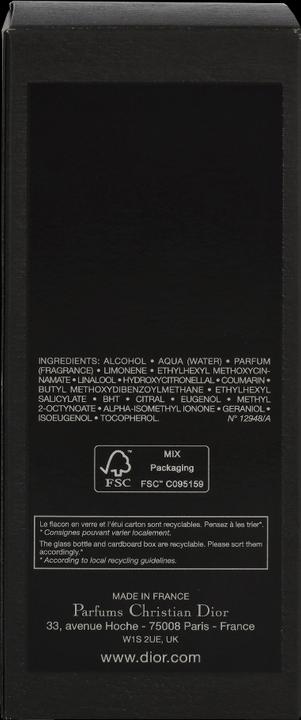 INGREDIENTS: ALCOHOL • AQUA (WATER) • PARFUM
(FRAGRANCE) • LIMONENE • ETHYLHEXYL METHOXYCIN-
NAMATE • LINALOOL • HYDROXYCITRONELLAL • COUMARIN •
BUTYL METHOXYDIBENZOYLMETHANE • ETHYLHEXYL
SALICYLATE • BHT • CITRAL • EUGENOL • METHYL
2-OCTYNOATE • ALPHA-ISOMETHYL IONONE • GERANIOL •
ISOEUGENOL • TOCOPHEROL. N° 12948/A
MIX
Packaging
FSC™ C095159
FSC
Le flacon en verre et l'étui carton sont recyclables. Pensez à les trier*.
* Consignes pouvant varier localement.
The glass bottle and cardboard box are recyclable. Please sort them
accordingly.*
* According to local recycling guidelines.
MADE IN FRANCE
Parfums Christian Dior
33, avenue Hoche - 75008 Paris - France
W1S 2UE, UK
www.dior.com